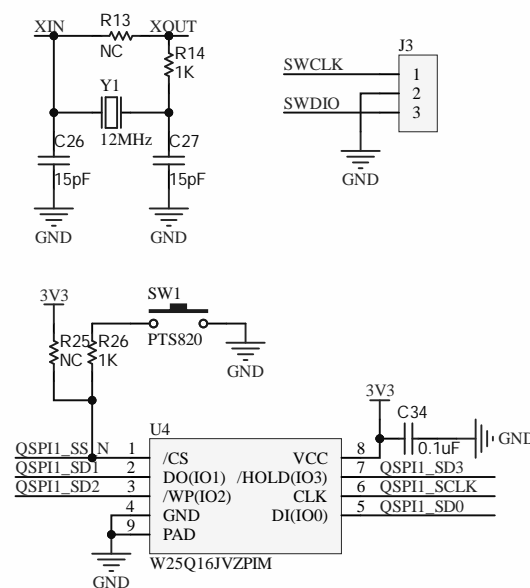 XIN
R13
XOUT
NC
R14
1K
Y1
12MHz
C26
15pF
C27
15pF
GND
GND
J3
SWCLK
1
2
SWDIO
3
GND
3V3
SW1
R25
NC
R26
1K
PTS820
GND
3V3
C34
0.1uF
GND
U4
QSPI1_SS_N 1 /CS VCC 8
QSPI1_SD1 2 DO(IO1) /HOLD(IO3) 7 QSPI1_SD3
QSPI1_SD2 3 /WP(IO2) CLK 6 QSPI1_SCLK
4 GND DI(IO0) 5 QSPI1_SD0
9 PAD
GND
W25Q16JVZPIM